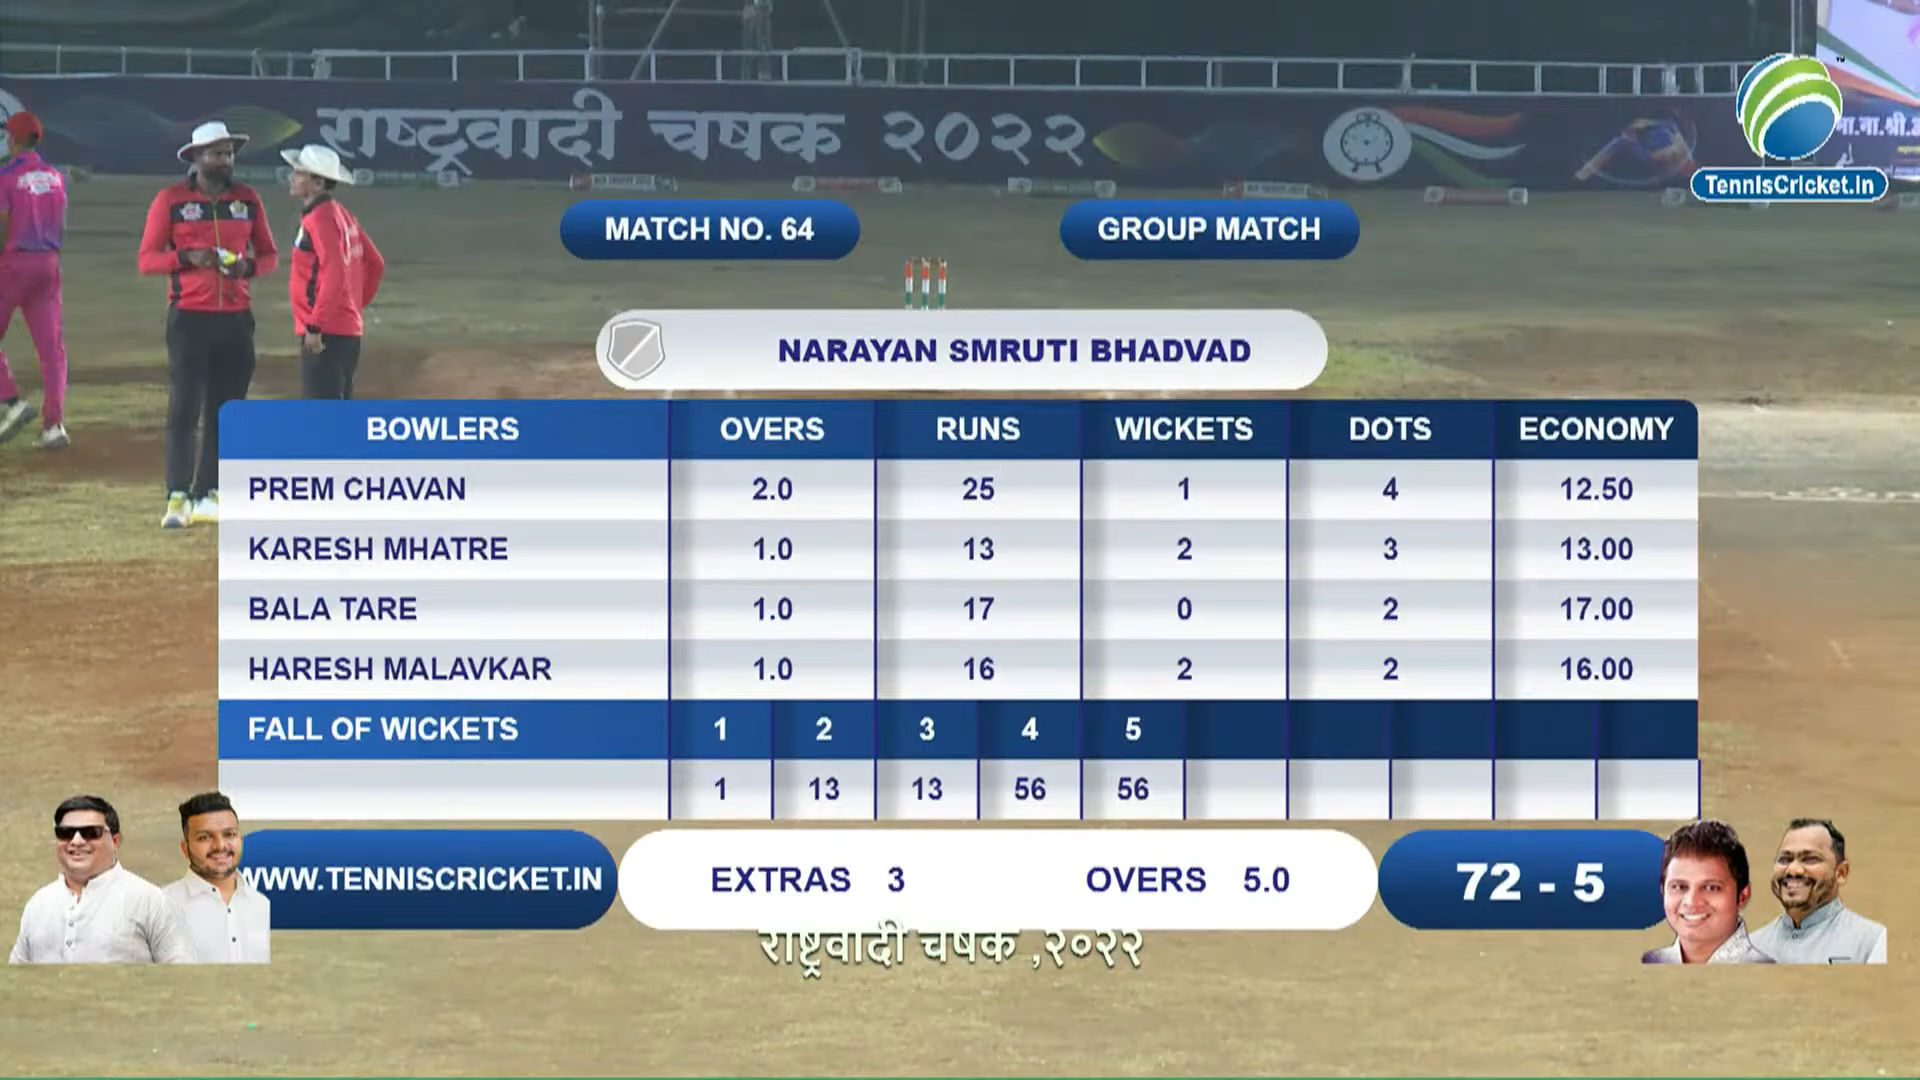 राष्ट्रवादी चषक २०२२
मा.ना.श्री.अ
TennisCricket.in
MATCH NO. 64
GROUP MATCH
NARAYAN SMRUTI BHADVAD
BOWLERS OVERS RUNS WICKETS DOTS ECONOMY
PREM CHAVAN 2.0 25 1 4 12.50
KARESH MHATRE 1.0 13 2 3 13.00
BALA TARE 1.0 17 0 2 17.00
HARESH MALAVKAR 1.0 16 2 2 16.00
FALL OF WICKETS 1 2 3 4 5
1 13 13 56 56
WWW.TENNISCRICKET.IN
EXTRAS 3 OVERS 5.0
72 - 5
राष्ट्रवादी चषक ,२०२२